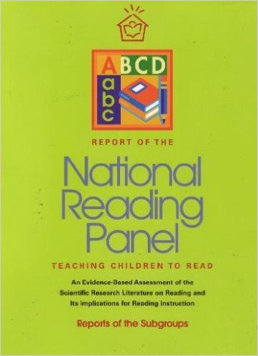 ABCD
a
b
c
REPORT OF THE
National
Reading
Panel
TEACHING CHILDREN TO READ
An Evidence-Based Assessment of the
Scientific Research Literature on Reading and
Its Implications for Reading Instruction
Reports of the Subgroups